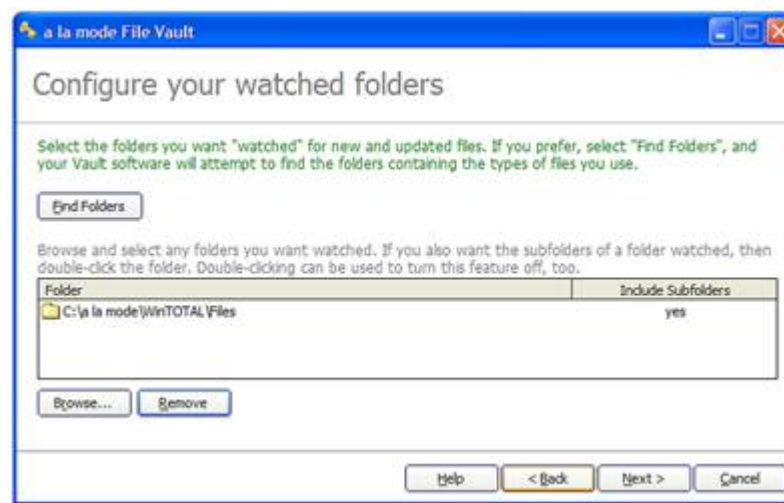 a la mode File Vault
Configure your watched folders
Select the folders you want "watched" for new and updated files. If you prefer, select "Find Folders", and
your Vault software will attempt to find the folders containing the types of files you use.
Find Folders
Browse and select any folders you want watched. If you also want the subfolders of a folder watched, then
double-click the folder. Double-clicking can be used to turn this feature off, too.
Folder Include Subfolders
C:\a la mode\WinTOTAL\Files yes
Browse... Remove
Help < Back Next > Cancel